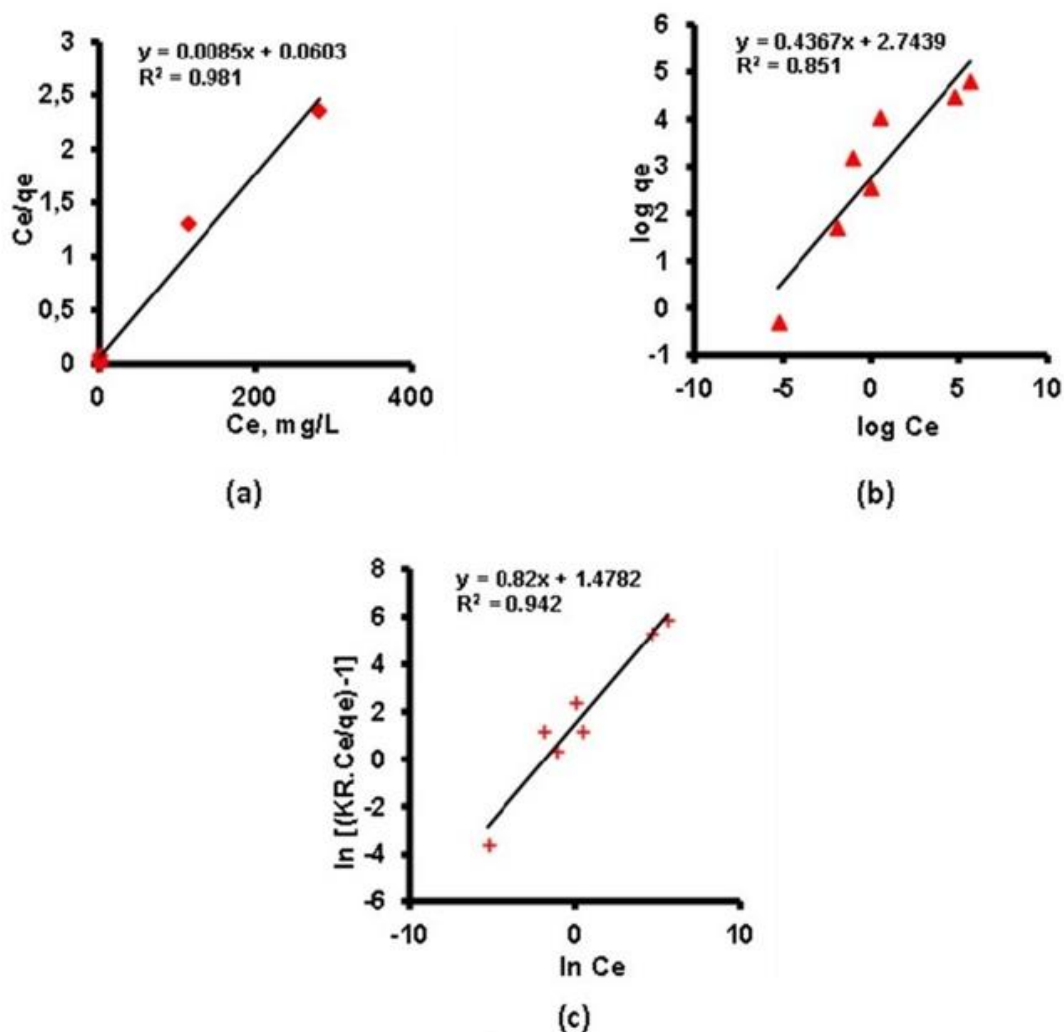 y = 0.0085x + 0.0603
R² = 0.981
3
2,5
2
1,5
1
0,5
0
Ce/qe
0 200 400
Ce, mg/L
(a)
y = 0.4367x + 2.7439
R² = 0.851
6
5
4
3
2
1
0
-1
log qe
-10 -5 0 5 10
log Ce
(b)
y = 0.82x + 1.4782
R² = 0.942
8
6
4
2
0
-2
-4
-6
ln [(KR.Ce/qe)-1]
-10 0 10
ln Ce
(c)